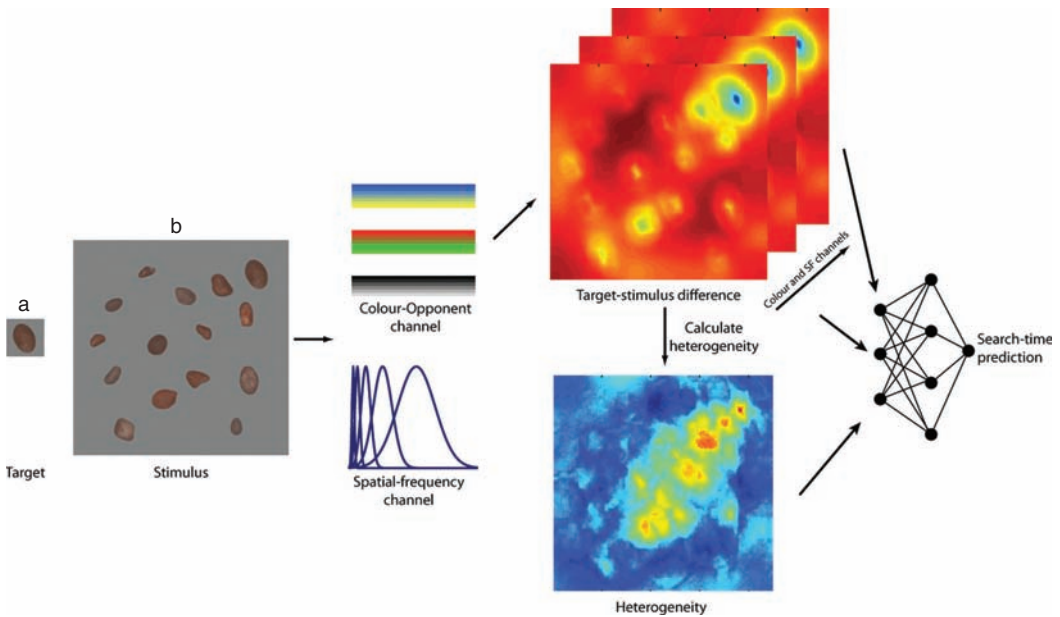 a
b
Target
Stimulus
Colour-Opponent
channel
Spatial-frequency
channel
Target-stimulus difference
Colour and SF channels
Calculate
heterogeneity
Heterogeneity
Search-time
prediction